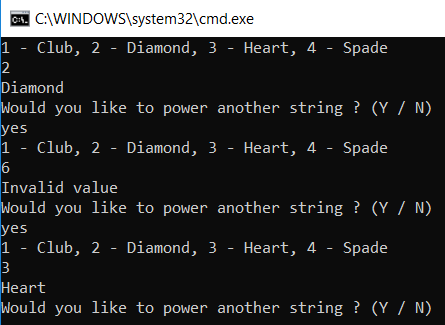 C:\WINDOWS\system32\cmd.exe
1 - Club, 2 - Diamond, 3 - Heart, 4 - Spade
2
Diamond
Would you like to power another string ? (Y / N)
yes
1 - Club, 2 - Diamond, 3 - Heart, 4 - Spade
6
Invalid value
Would you like to power another string ? (Y / N)
yes
1 - Club, 2 - Diamond, 3 - Heart, 4 - Spade
3
Heart
Would you like to power another string ? (Y / N)